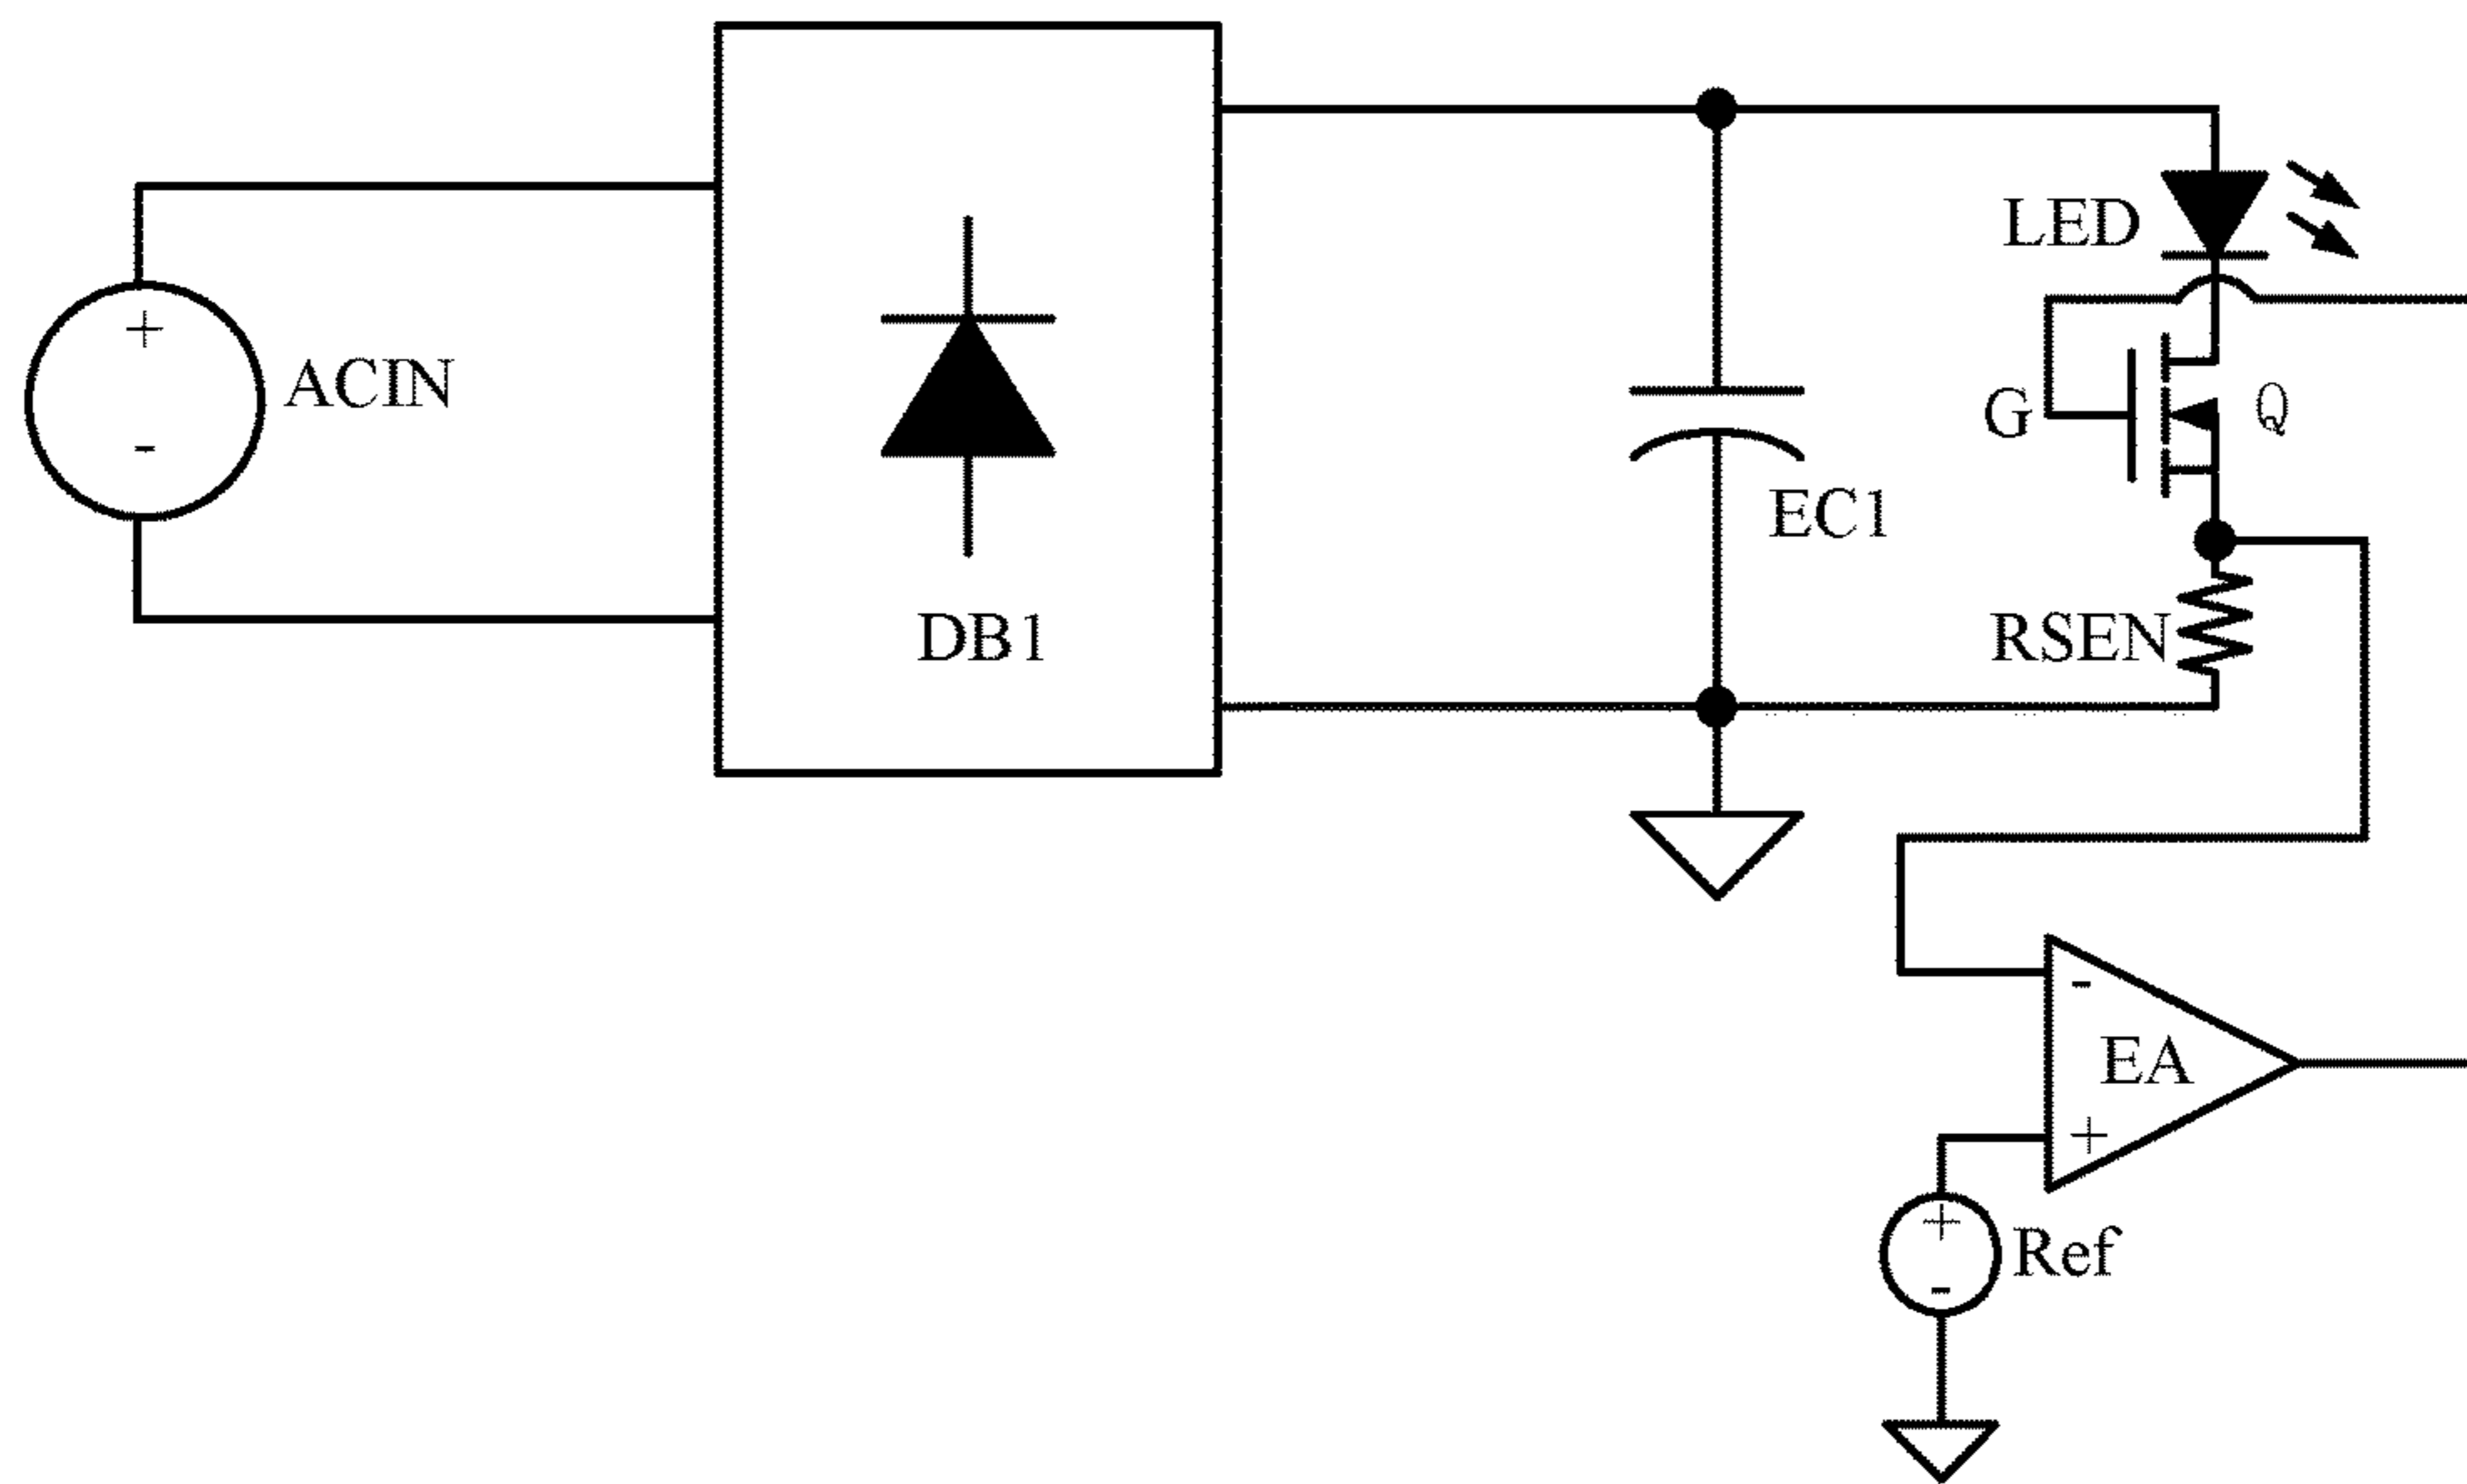 +
ACIN
-
DB1
EC1
LED
G
Q
RSEN
-
EA
+
+
Ref
-